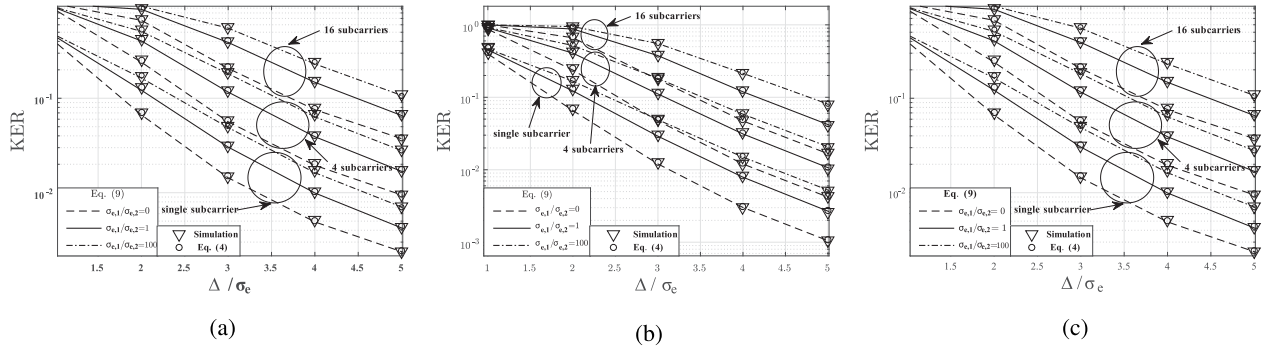 16 subcarriers
10⁻¹
10⁻²
KER
4 subcarriers
single subcarrier
Eq. (9)
σe,1/σe,2=0
σe,1/σe,2=1
σe,1/σe,2=100
Simulation
Eq. (4)
1.5 2 2.5 3 3.5 4 4.5 5
Δ / σe
(a)
16 subcarriers
10⁰
10⁻¹
10⁻²
10⁻³
KER
single subcarrier
4 subcarriers
Eq. (9)
σe,1/σe,2=0
σe,1/σe,2=1
σe,1/σe,2=100
Simulation
Eq. (4)
1 1.5 2 2.5 3 3.5 4 4.5 5
Δ / σe
(b)
16 subcarriers
10⁻¹
10⁻²
KER
4 subcarriers
single subcarrier
Eq. (9)
σe,1/σe,2= 0
σe,1/σe,2= 1
σe,1/σe,2=100
Simulation
Eq. (4)
1.5 2 2.5 3 3.5 4 4.5 5
Δ / σe
(c)